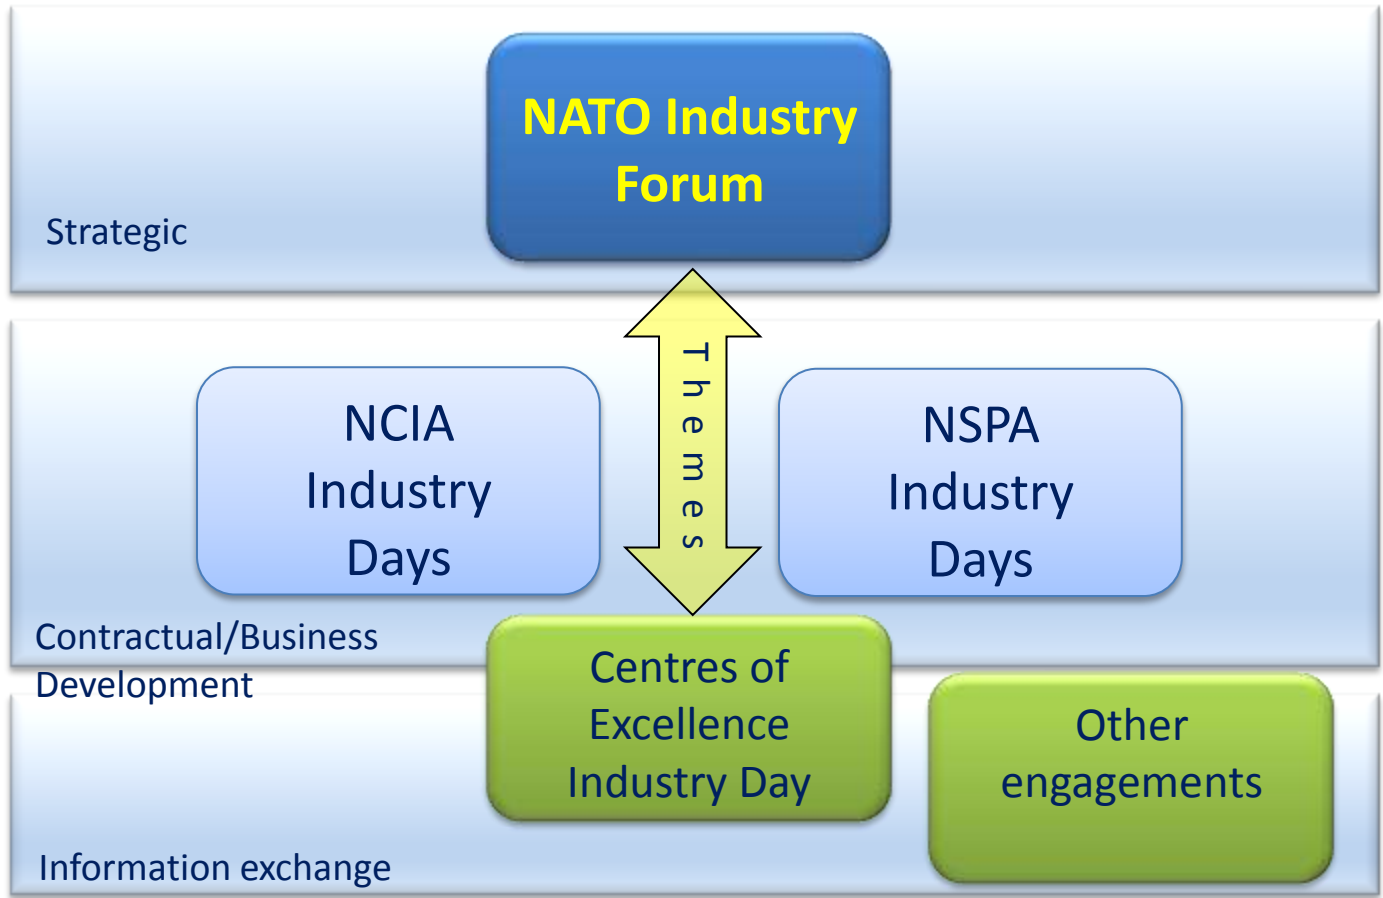 NATO Industry
Forum
Strategic
Themes
NCIA
Industry
Days
NSPA
Industry
Days
Contractual/Business
Development
Centres of
Excellence
Industry Day
Other
engagements
Information exchange